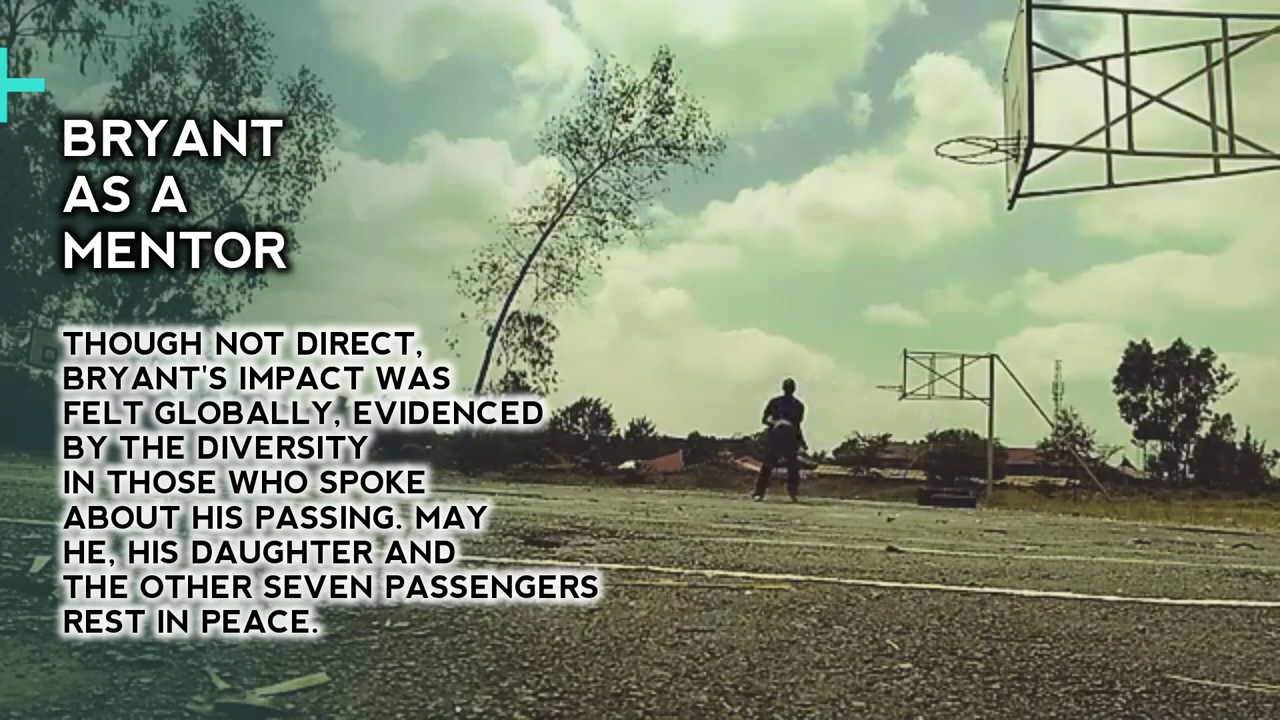 BRYANT
AS A
MENTOR
THOUGH NOT DIRECT,
BRYANT'S IMPACT WAS
FELT GLOBALLY, EVIDENCED
BY THE DIVERSITY
IN THOSE WHO SPOKE
ABOUT HIS PASSING. MAY
HE, HIS DAUGHTER AND
THE OTHER SEVEN PASSENGERS
REST IN PEACE.